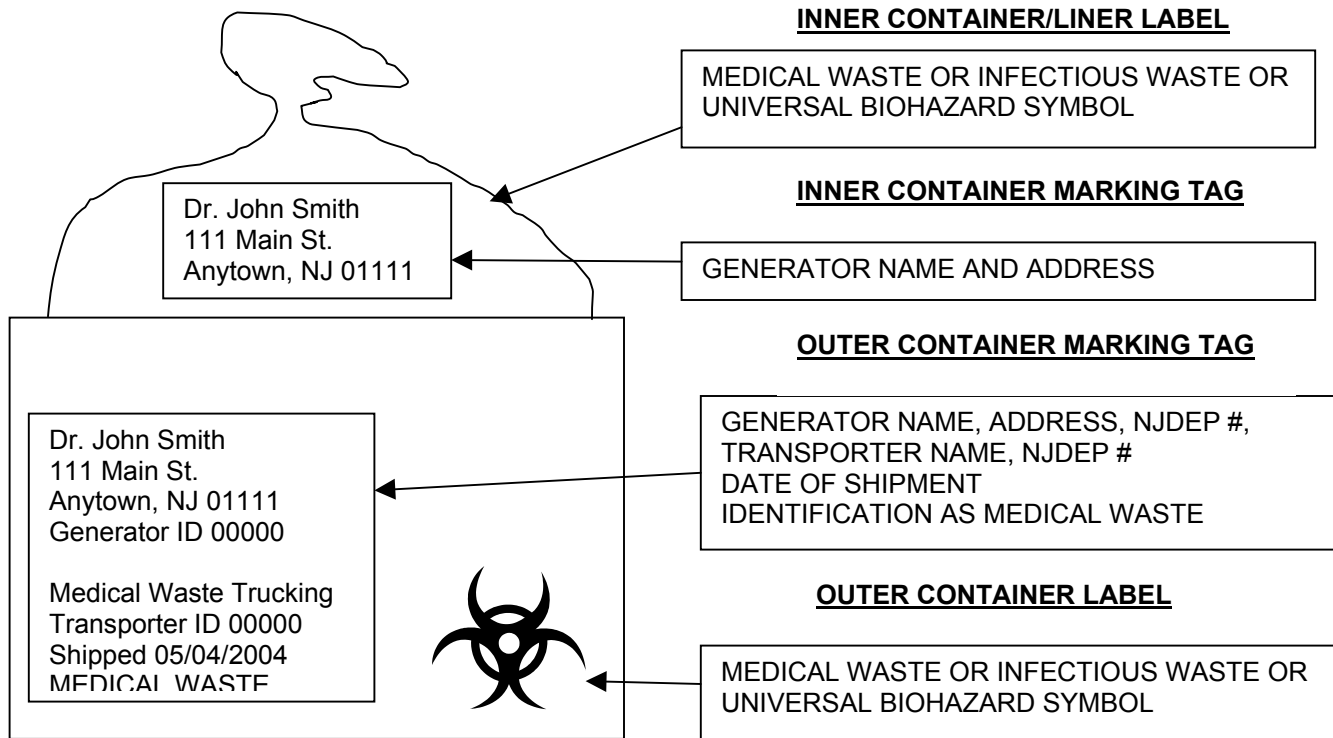 INNER CONTAINER/LINER LABEL
MEDICAL WASTE OR INFECTIOUS WASTE OR
UNIVERSAL BIOHAZARD SYMBOL
INNER CONTAINER MARKING TAG
Dr. John Smith
111 Main St.
Anytown, NJ 01111
GENERATOR NAME AND ADDRESS
OUTER CONTAINER MARKING TAG
GENERATOR NAME, ADDRESS, NJDEP #,
TRANSPORTER NAME, NJDEP #
DATE OF SHIPMENT
IDENTIFICATION AS MEDICAL WASTE
Dr. John Smith
111 Main St.
Anytown, NJ 01111
Generator ID 00000
Medical Waste Trucking
Transporter ID 00000
Shipped 05/04/2004
MEDICAL WASTE
OUTER CONTAINER LABEL
MEDICAL WASTE OR INFECTIOUS WASTE OR
UNIVERSAL BIOHAZARD SYMBOL